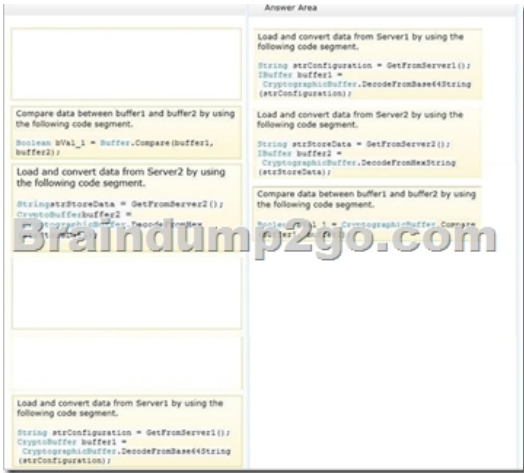 Answer Area
Load and convert data from Server1 by using the
following code segment.
String strConfiguration = GetFromServer1();
IBuffer buffer1 =
CryptographicBuffer.DecodeFromBase64String
(strConfiguration);
Load and convert data from Server2 by using the
following code segment.
String strStoreData = GetFromServer2();
IBuffer buffer2 =
CryptographicBuffer.DecodeFromHexString
(strStoreData);
Compare data between buffer1 and buffer2 by using
the following code segment.
CryptographicBuffer.Compare
Compare data between buffer1 and buffer2 by using
the following code segment.
Boolean bVal_1 = Buffer.Compare(buffer1,
buffer2);
Load and convert data from Server2 by using
the following code segment.
StringstrStoreData = GetFromServer2();
CryptoBufferbuffer2 =
Braindump2go.com
Load and convert data from Server1 by using the
following code segment.
String strConfiguration = GetFromServer1();
CryptoBuffer buffer1 =
CryptographicBuffer.DecodeFromBase64String
(strConfiguration);